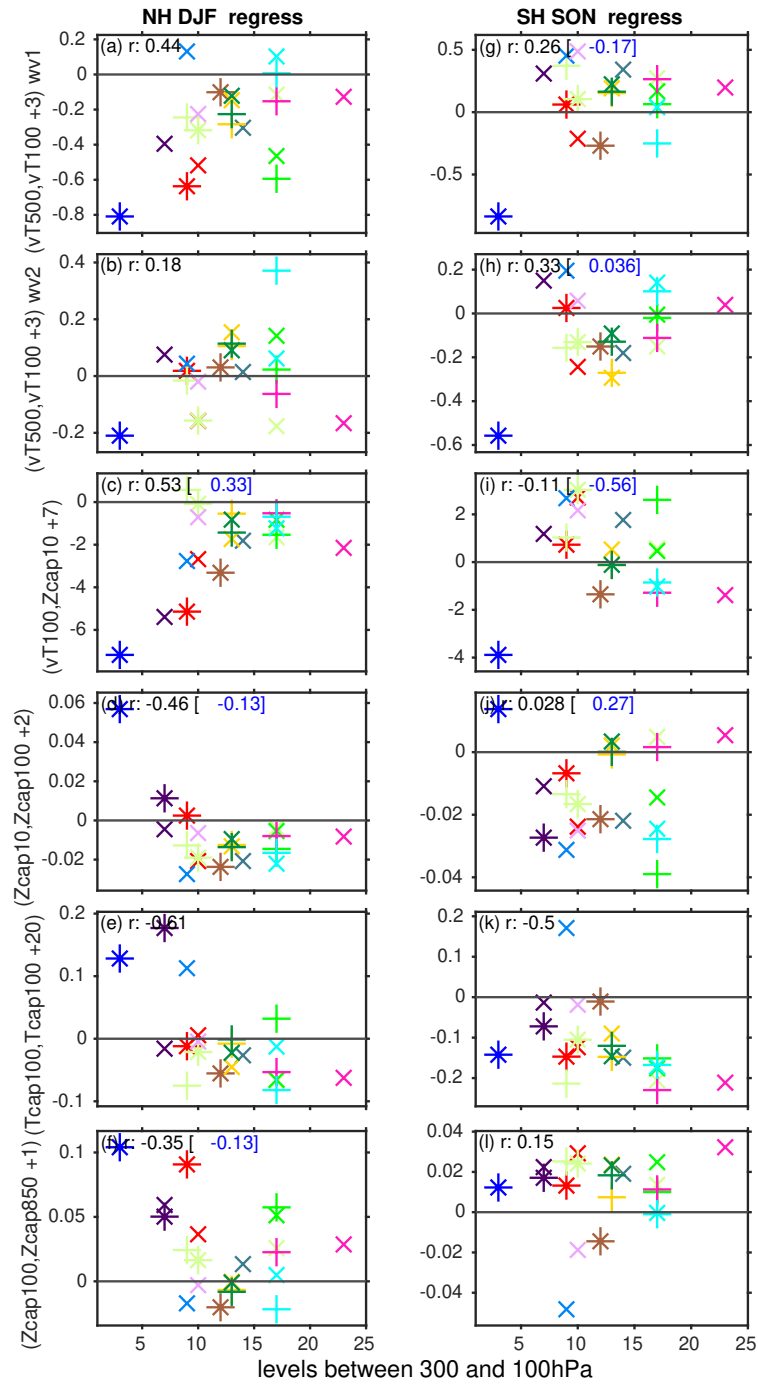 NH DJF regress
SH SON regress
(vT500,vT100 +3) wv1
0.2
0
-0.2
-0.4
-0.6
-0.8
(a) r: 0.44
0.5
0
-0.5
(g) r: 0.26 [ -0.17]
(vT500,vT100 +3) wv2
0.4
0.2
0
-0.2
(b) r: 0.18
0.2
0
-0.2
-0.4
-0.6
(h) r: 0.33 [ 0.036]
(vT100,Zcap10 +7)
0
-2
-4
-6
(c) r: 0.53 [ 0.33]
2
0
-2
-4
(i) r: -0.11 [ -0.56]
(Zcap10,Zcap100 +2)
0.06
0.04
0.02
0
-0.02
(d) r: -0.46 [ -0.13]
0
-0.02
-0.04
(j) r: 0.028 [ 0.27]
(Tcap100,Tcap100 +20)
0.2
0.1
0
-0.1
(e) r: -0.61
0.2
0.1
0
-0.1
-0.2
(k) r: -0.5
(Zcap100,Zcap850 +1)
0.1
0.05
0
(f) r: -0.35 [ -0.13]
0.04
0.02
0
-0.02
-0.04
(l) r: 0.15
5 10 15 20 25
5 10 15 20 25
levels between 300 and 100hPa